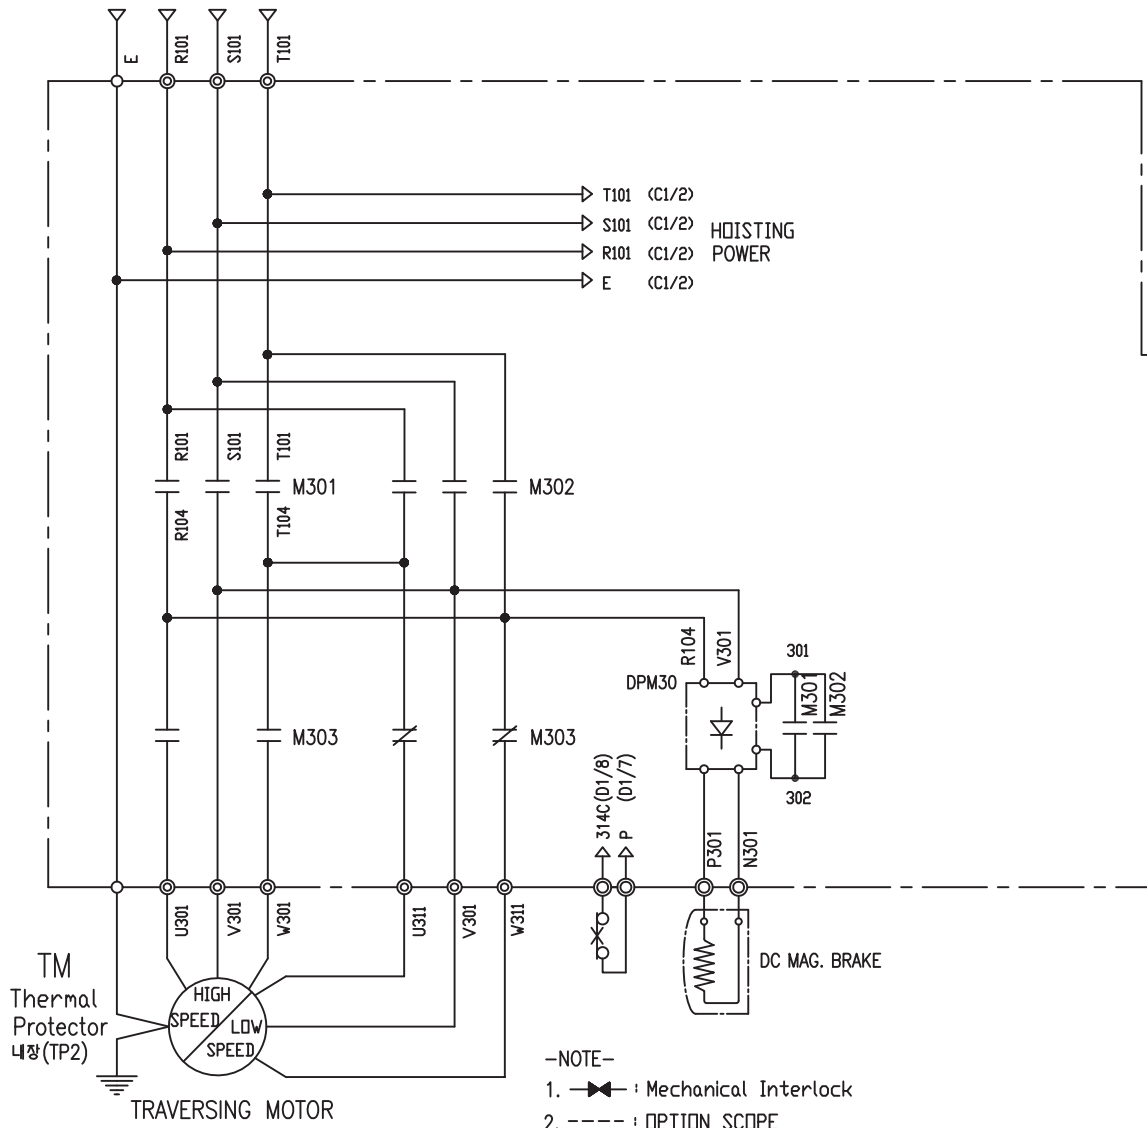 E
R101
S101
T101
T101 (C1/2)
S101 (C1/2)
R101 (C1/2)
E (C1/2)
HOISTING
POWER
R101
S101
T101
M301
M302
R104
T104
R104
V301
301
DPM30
M301
M302
M303
M303
302
314C(D1/8)
P (D1/7)
P301
N301
U301
V301
W301
U311
V301
W311
TM
Thermal
Protector
내장(TP2)
HIGH
SPEED
LOW
SPEED
DC MAG. BRAKE
TRAVERSING MOTOR
-NOTE-
1. : Mechanical Interlock
2. ---- : OPTION SCOPE